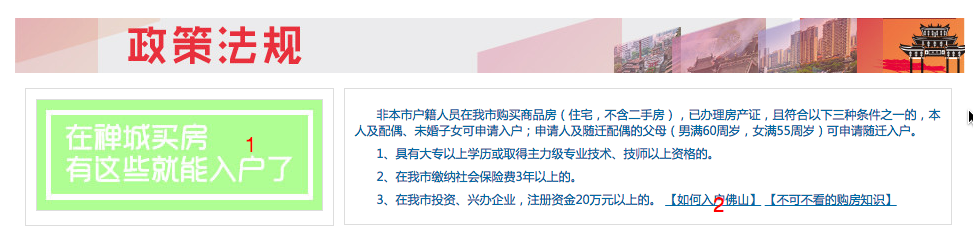 政策法规
在禅城买房
有这些就能入户了
1
非本市户籍人员在我市购买商品房（住宅，不含二手房），已办理房产证，且符合以下三种条件之一的，本
人及配偶、未婚子女可申请入户；申请人及随迁配偶的父母（男满60周岁，女满55周岁）可申请随迁入户。
1、具有大专以上学历或取得主力级专业技术、技师以上资格的。
2、在我市缴纳社会保险费3年以上的。
3、在我市投资、兴办企业，注册资金20万元以上的。【如何入户佛山】【不可不看的购房知识】
2